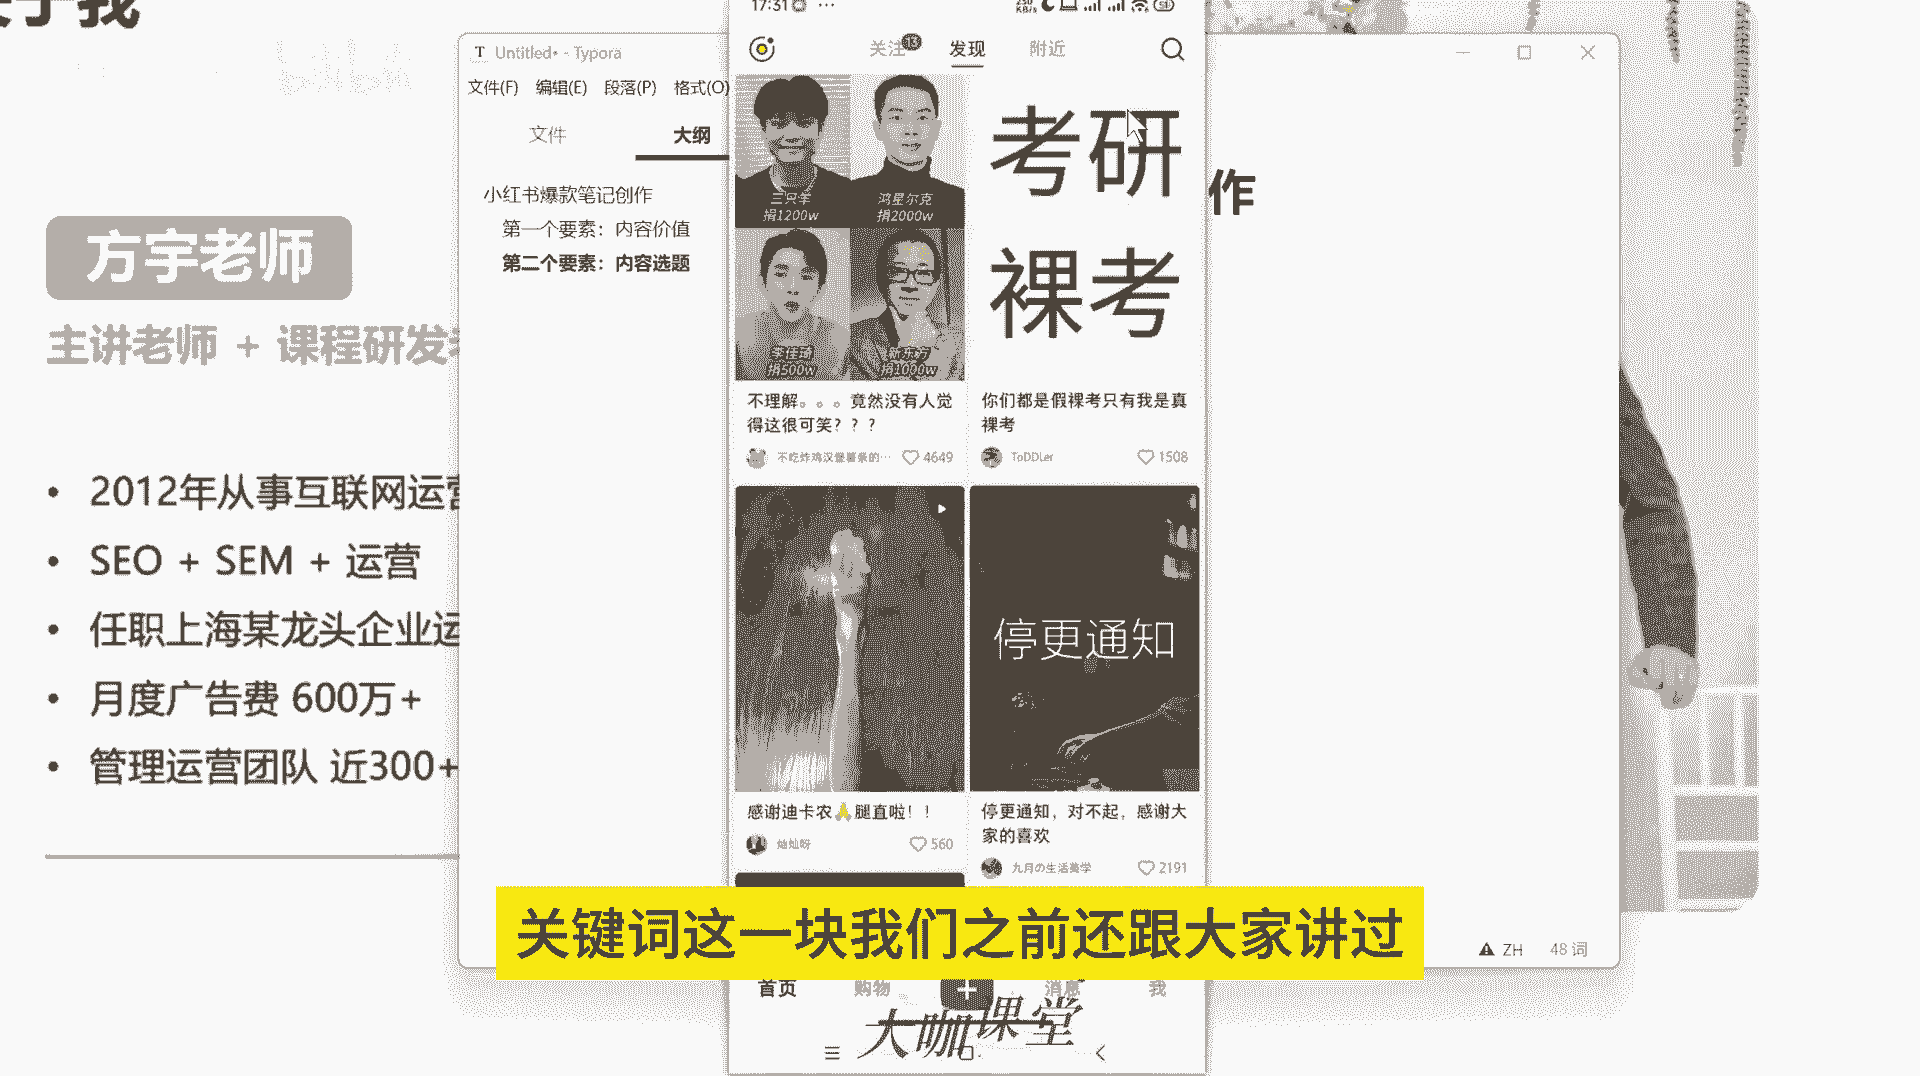 于我
方宇老师
主讲老师 + 课程研发
2012年从事互联网运营
SEO + SEM + 运营
任职上海某龙头企业运
月度广告费 600万+
管理运营团队 近300+
T Untitled• - Typora
文件(F) 编辑(E) 段落(P) 格式(O)
文件 大纲
小红书爆款笔记创作
第一个要素：内容价值
第二个要素：内容选题
作
17:31
关注 13 发现 附近
三只羊
捐1200w
鸿星尔克
捐2000w
李佳琦
捐500w
新东方
捐1000w
不理解。。。竟然没有人觉
得这很可笑？？？
不吃炸鸡汉堡薯条的… 4649
考研
裸考
你们都是假裸考只有我是真
裸考
ToDDLer 1508
感谢迪卡农🙏腿直啦！！
灿灿呀 560
停更通知
停更通知，对不起，感谢大
家的喜欢
九月の生活美学 2191
关键词这一块我们之前还跟大家讲过
首页 购物 + 消息 我
大咖课堂
ZH 48 词